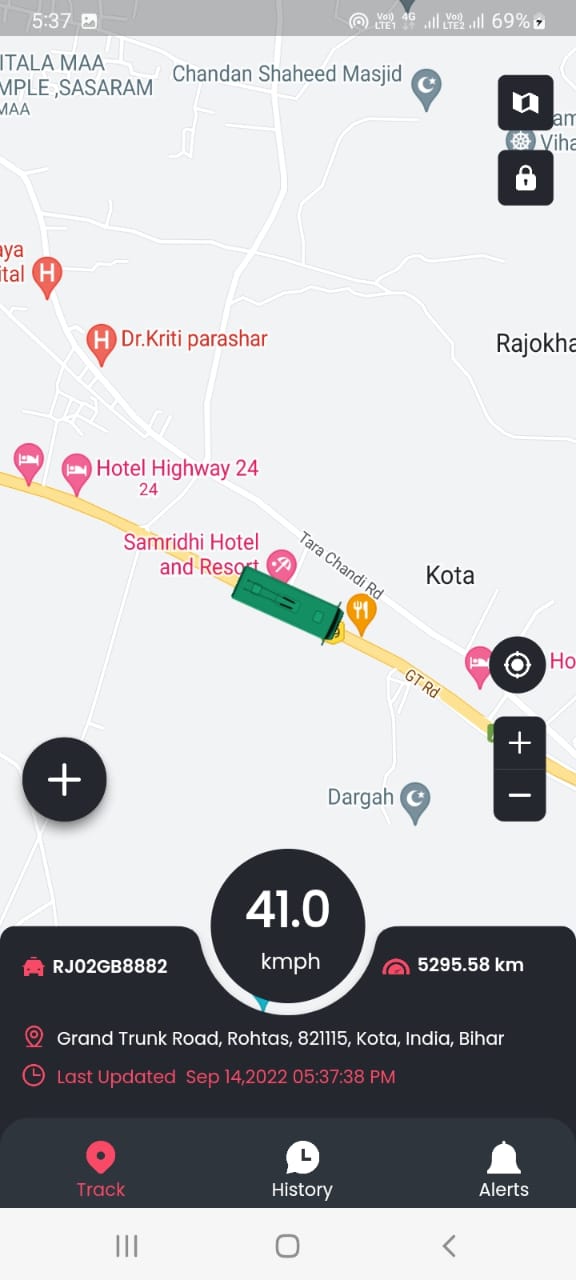 5:37
Vo)) 4G Vo)) 69%
LTE1 LTE2
ITALA MAA
MPLE ,SASARAM
MAA
Chandan Shaheed Masjid
Viha
aya
ital
Dr.Kriti parashar
Rajokha
Hotel Highway 24
24
Samridhi Hotel
and Resort
Tara Chandi Rd
Kota
Ho
GT Rd
Dargah
41.0
kmph
RJ02GB8882
5295.58 km
Grand Trunk Road, Rohtas, 821115, Kota, India, Bihar
Last Updated Sep 14,2022 05:37:38 PM
Track
History
Alerts